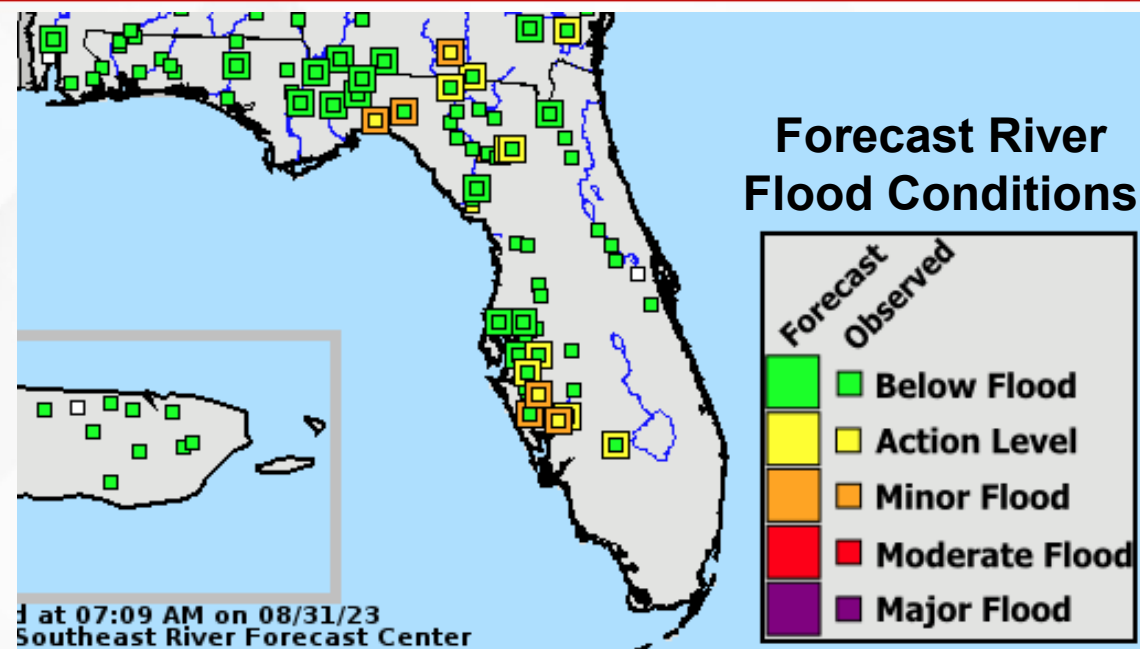 Forecast River
Flood Conditions
Forecast
Observed
Below Flood
Action Level
Minor Flood
Moderate Flood
Major Flood
at 07:09 AM on 08/31/23
Southeast River Forecast Center